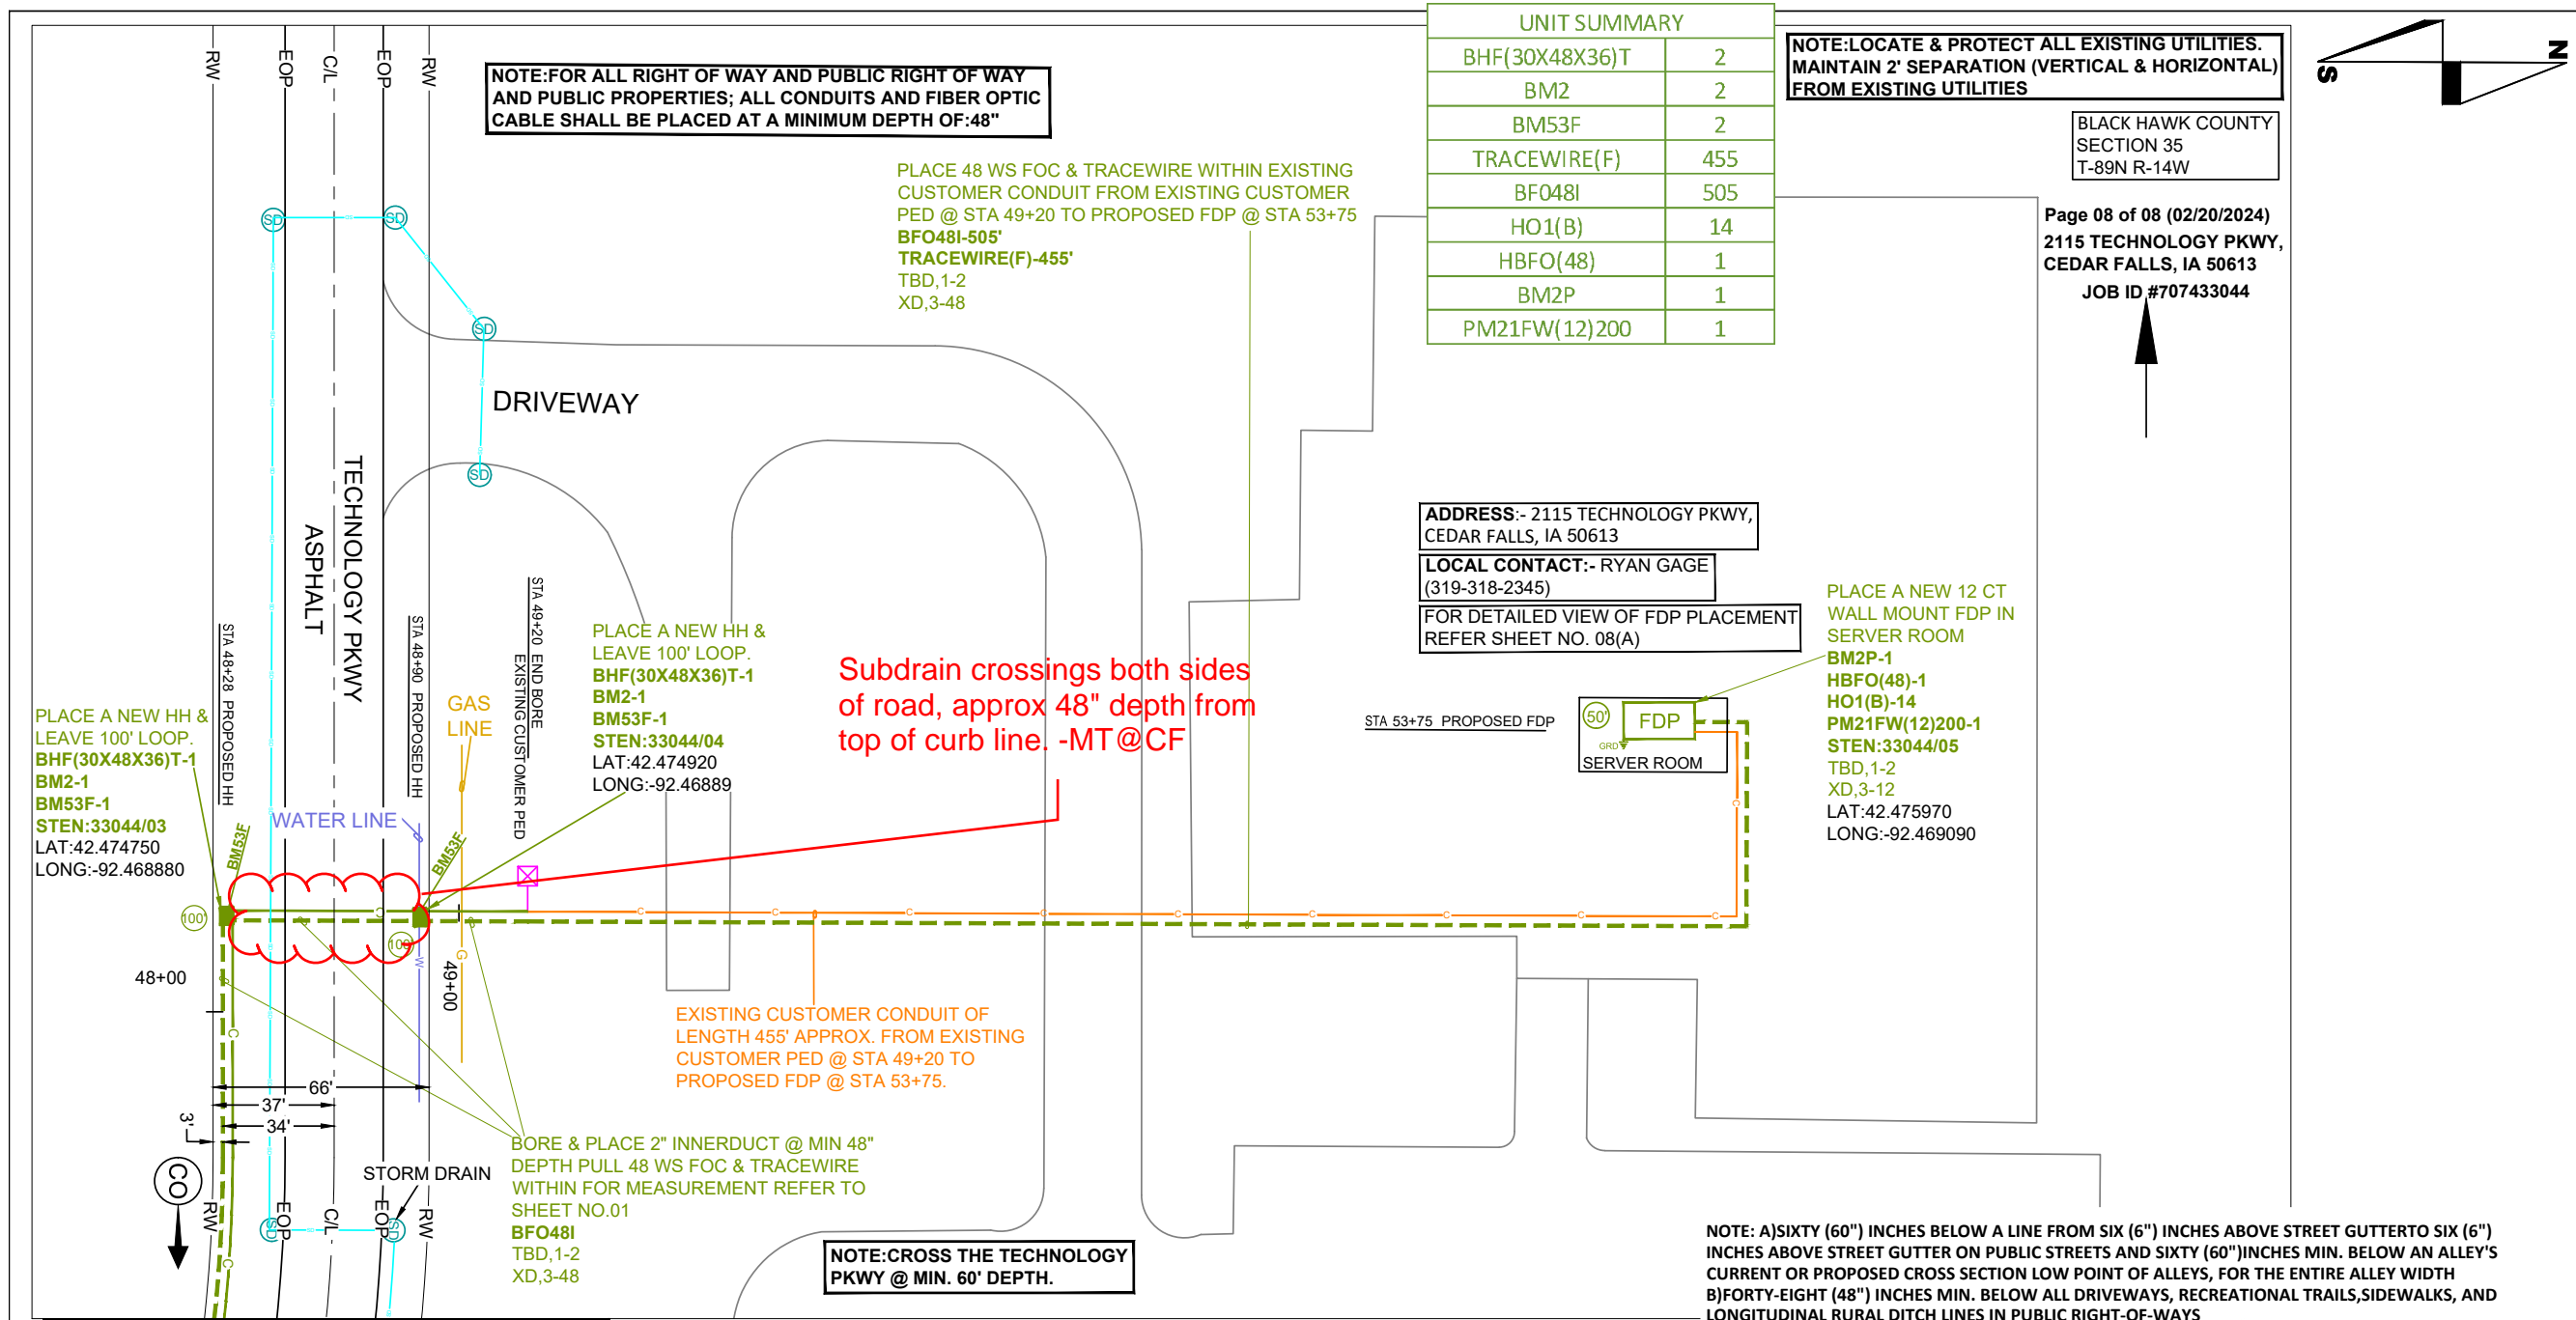 UNIT SUMMARY
BHF(30X48X36)T 2
BM2 2
BM53F 2
TRACEWIRE(F) 455
BF048I 505
HO1(B) 14
HBFO(48) 1
BM2P 1
PM21FW(12)200 1
NOTE:LOCATE & PROTECT ALL EXISTING UTILITIES.
MAINTAIN 2' SEPARATION (VERTICAL & HORIZONTAL)
FROM EXISTING UTILITIES
S
N
BLACK HAWK COUNTY
SECTION 35
T-89N R-14W
Page 08 of 08 (02/20/2024)
2115 TECHNOLOGY PKWY,
CEDAR FALLS, IA 50613
JOB ID #707433044
RW
EOP
C/L
EOP
RW
NOTE:FOR ALL RIGHT OF WAY AND PUBLIC RIGHT OF WAY
AND PUBLIC PROPERTIES; ALL CONDUITS AND FIBER OPTIC
CABLE SHALL BE PLACED AT A MINIMUM DEPTH OF:48"
PLACE 48 WS FOC & TRACEWIRE WITHIN EXISTING
CUSTOMER CONDUIT FROM EXISTING CUSTOMER
PED @ STA 49+20 TO PROPOSED FDP @ STA 53+75
BFO48I-505'
TRACEWIRE(F)-455'
TBD,1-2
XD,3-48
SD
SD
SD
SD
DRIVEWAY
TECHNOLOGY PKWY
ASPHALT
ADDRESS:- 2115 TECHNOLOGY PKWY,
CEDAR FALLS, IA 50613
LOCAL CONTACT:- RYAN GAGE
(319-318-2345)
FOR DETAILED VIEW OF FDP PLACEMENT
REFER SHEET NO. 08(A)
PLACE A NEW 12 CT
WALL MOUNT FDP IN
SERVER ROOM
BM2P-1
HBFO(48)-1
HO1(B)-14
PM21FW(12)200-1
STEN:33044/05
TBD,1-2
XD,3-12
LAT:42.475970
LONG:-92.469090
STA 53+75 PROPOSED FDP
50'
FDP
GRD
SERVER ROOM
STA 48+28 PROPOSED HH
STA 48+90 PROPOSED HH
STA 49+20 END BORE
EXISTING CUSTOMER PED
PLACE A NEW HH &
LEAVE 100' LOOP.
BHF(30X48X36)T-1
BM2-1
BM53F-1
STEN:33044/04
LAT:42.474920
LONG:-92.46889
GAS
LINE
Subdrain crossings both sides
of road, approx 48" depth from
top of curb line. -MT@CF
PLACE A NEW HH &
LEAVE 100' LOOP.
BHF(30X48X36)T-1
BM2-1
BM53F-1
STEN:33044/03
LAT:42.474750
LONG:-92.468880
WATER LINE
BM53F
BM53F
100'
100'
C
C
C
C
C
C
C
C
C
C
C
W
G
48+00
49+00
EXISTING CUSTOMER CONDUIT OF
LENGTH 455' APPROX. FROM EXISTING
CUSTOMER PED @ STA 49+20 TO
PROPOSED FDP @ STA 53+75.
66'
37'
34'
3'
CO
STORM DRAIN
BORE & PLACE 2" INNERDUCT @ MIN 48"
DEPTH PULL 48 WS FOC & TRACEWIRE
WITHIN FOR MEASUREMENT REFER TO
SHEET NO.01
BFO48I
TBD,1-2
XD,3-48
RW
EOP
C/L
EOP
RW
SD
SD
C
NOTE:CROSS THE TECHNOLOGY
PKWY @ MIN. 60' DEPTH.
NOTE: A)SIXTY (60") INCHES BELOW A LINE FROM SIX (6") INCHES ABOVE STREET GUTTERTO SIX (6")
INCHES ABOVE STREET GUTTER ON PUBLIC STREETS AND SIXTY (60")INCHES MIN. BELOW AN ALLEY'S
CURRENT OR PROPOSED CROSS SECTION LOW POINT OF ALLEYS, FOR THE ENTIRE ALLEY WIDTH
B)FORTY-EIGHT (48") INCHES MIN. BELOW ALL DRIVEWAYS, RECREATIONAL TRAILS,SIDEWALKS, AND
LONGITUDINAL RURAL DITCH LINES IN PUBLIC RIGHT-OF-WAYS